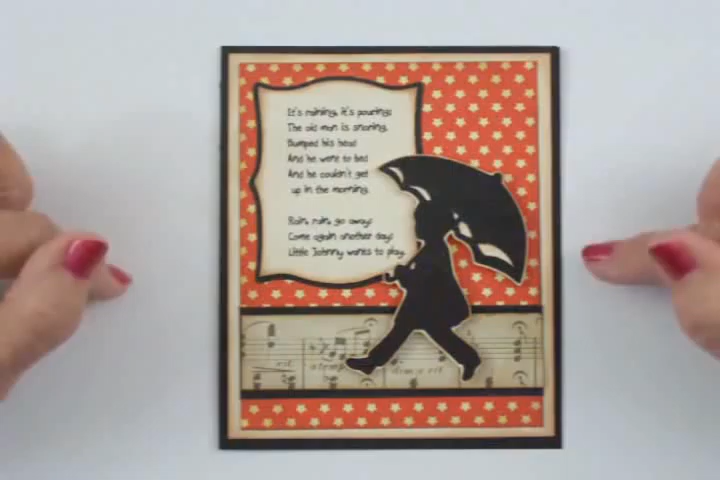 It's raining, it's pouring;
The old man is snoring,
Bumped his head
And he went to bed
And he couldn't get
up in the morning.
Rain, rain, go away;
Come again another day;
Little Johnny wants to play.